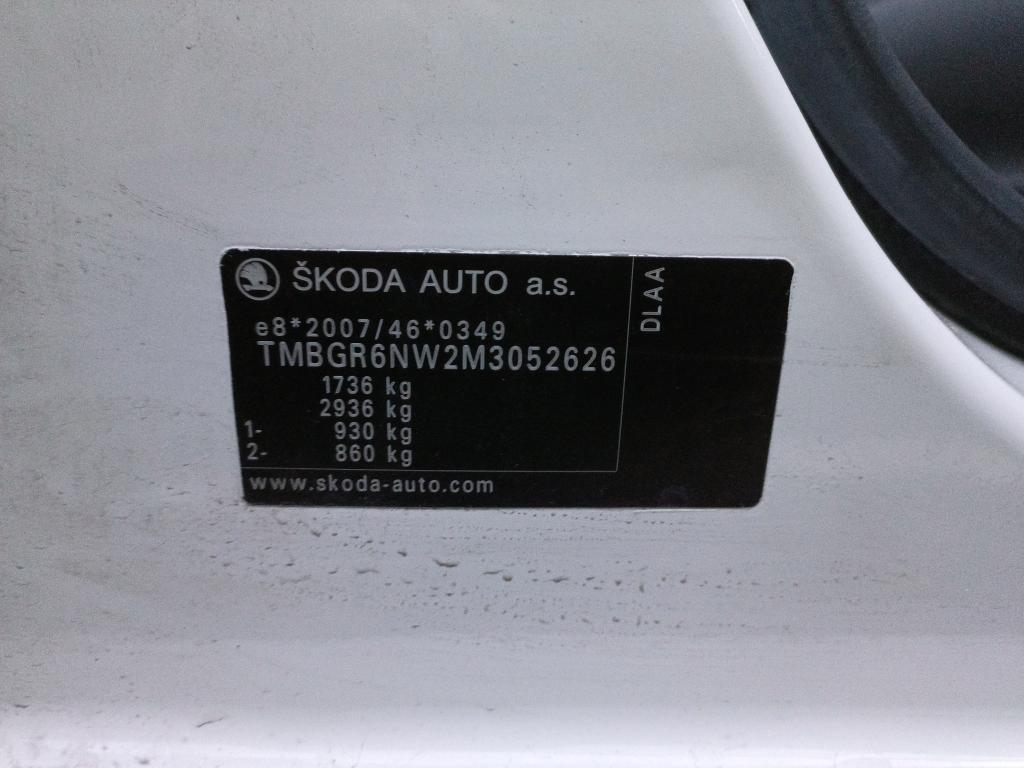 ŠKODA AUTO a.s.
e8*2007/46*0349
TMBGR6NW2M3052626
1736 kg
2936 kg
1- 930 kg
2- 860 kg
www.skoda-auto.com
DLAA